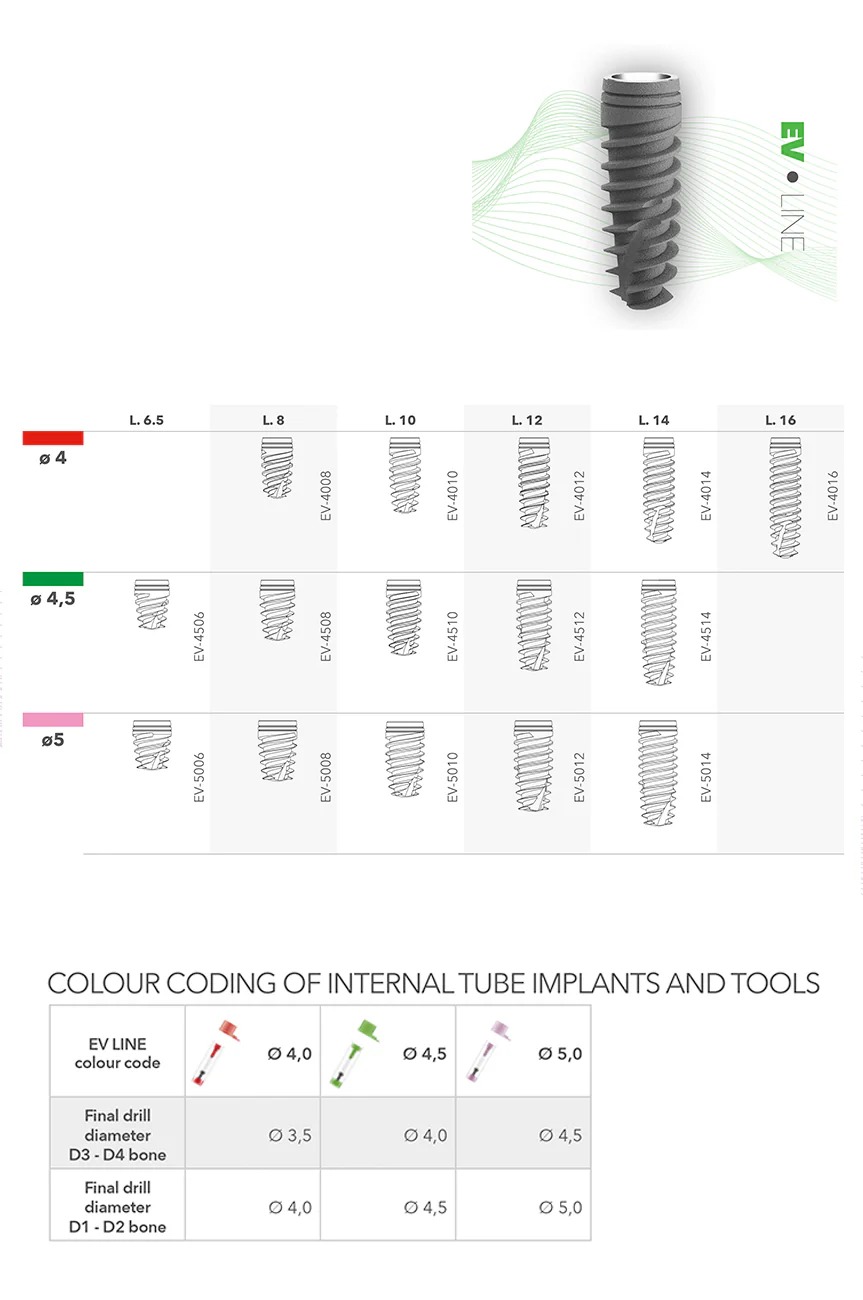 EV • LINE
L. 6.5 L. 8 L. 10 L. 12 L. 14 L. 16
ø 4
EV-4008 EV-4010 EV-4012 EV-4014 EV-4016
ø 4,5
EV-4506 EV-4508 EV-4510 EV-4512 EV-4514
ø5
EV-5006 EV-5008 EV-5010 EV-5012 EV-5014
COLOUR CODING OF INTERNAL TUBE IMPLANTS AND TOOLS
EV LINE
colour code
Ø 4,0 Ø 4,5 Ø 5,0
Final drill
diameter
D3 - D4 bone
Ø 3,5 Ø 4,0 Ø 4,5
Final drill
diameter
D1 - D2 bone
Ø 4,0 Ø 4,5 Ø 5,0